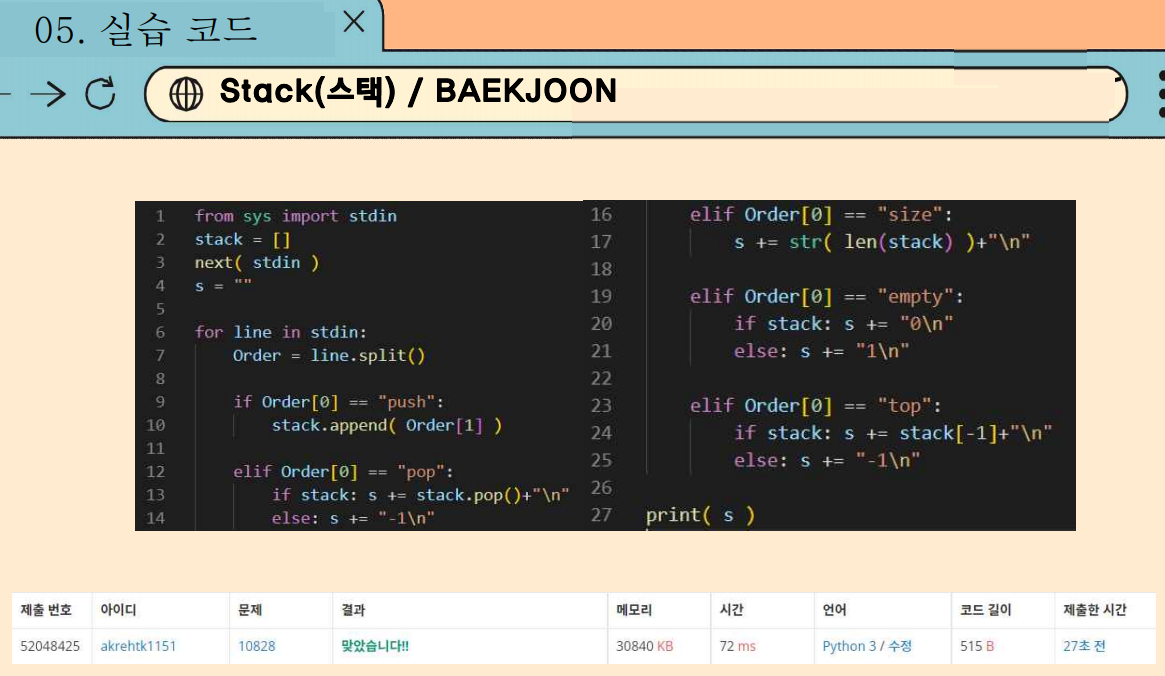 05. 실습 코드
Stack(스택) / BAEKJOON
1 from sys import stdin
2 stack = []
3 next( stdin )
4 s = ""
5
6 for line in stdin:
7 Order = line.split()
8
9 if Order[0] == "push":
10 stack.append( Order[1] )
11
12 elif Order[0] == "pop":
13 if stack: s += stack.pop()+"\n"
14 else: s += "-1\n"
16 elif Order[0] == "size":
17 s += str( len(stack) )+"\n"
18
19 elif Order[0] == "empty":
20 if stack: s += "0\n"
21 else: s += "1\n"
22
23 elif Order[0] == "top":
24 if stack: s += stack[-1]+"\n"
25 else: s += "-1\n"
26
27 print( s )
제출 번호 아이디 문제 결과 메모리 시간 언어 코드 길이 제출한 시간
52048425 akrehtk1151 10828 맞았습니다!! 30840 KB 72 ms Python 3 / 수정 515 B 27초 전